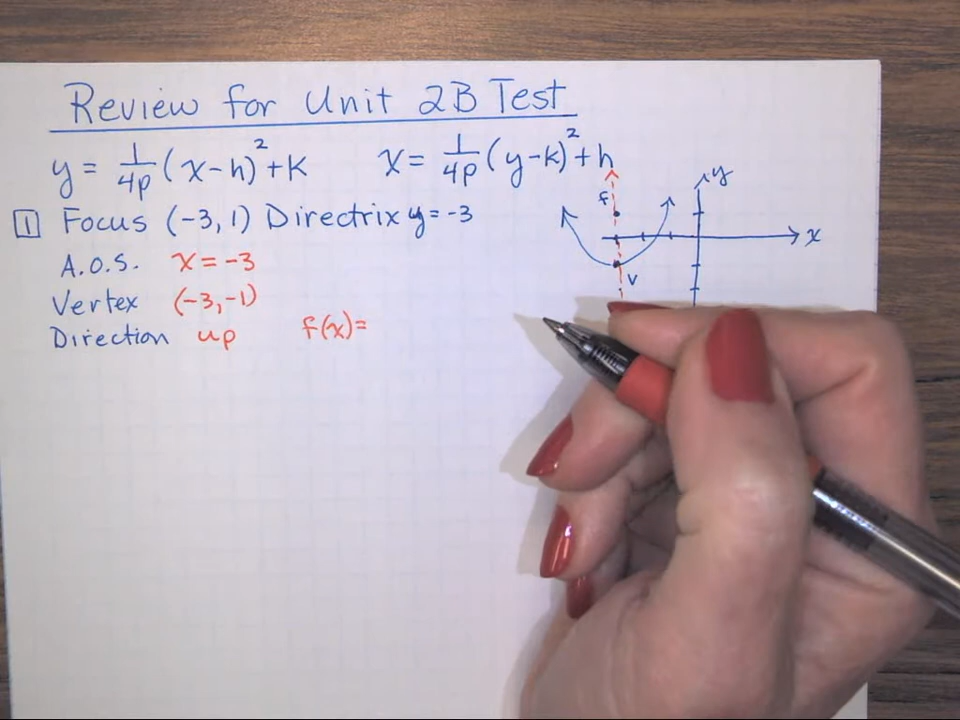 Review for Unit 2B Test
y = 1/4p (x-h)² + k    x = 1/4p (y-k)² + h
1 Focus (-3, 1) Directrix y = -3
A.O.S. x = -3
Vertex (-3, -1)
Direction up f(x) =
f
y
x
v